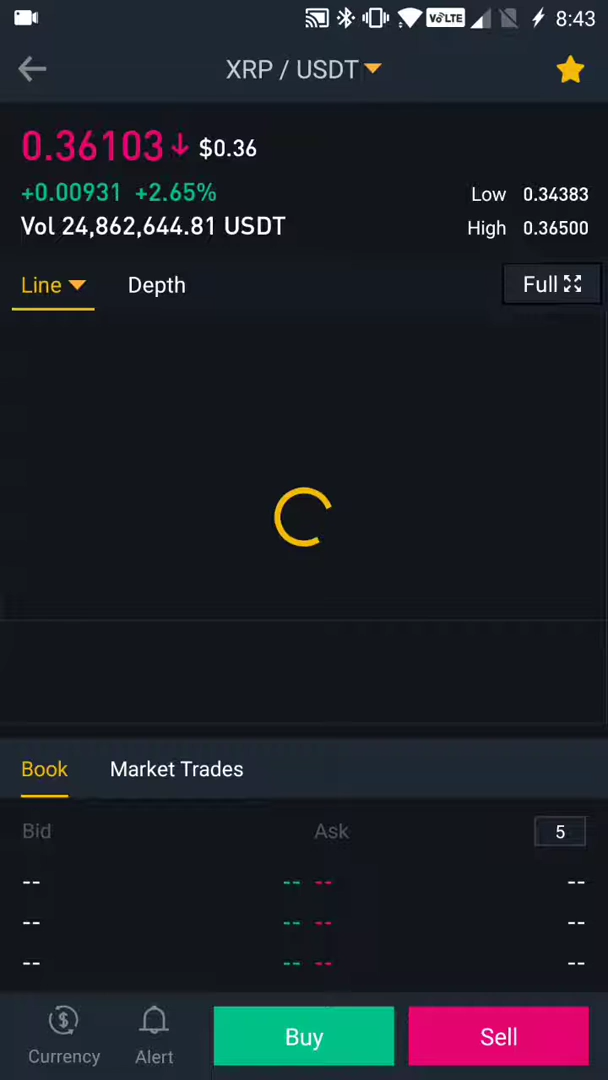 VoLTE 8:43
XRP / USDT
0.36103↓ $0.36
+0.00931 +2.65%
Low 0.34383
Vol 24,862,644.81 USDT
High 0.36500
Line Depth Full
Book Market Trades
Bid Ask 5
-- -- -- --
-- -- -- --
-- -- -- --
Currency Alert Buy Sell